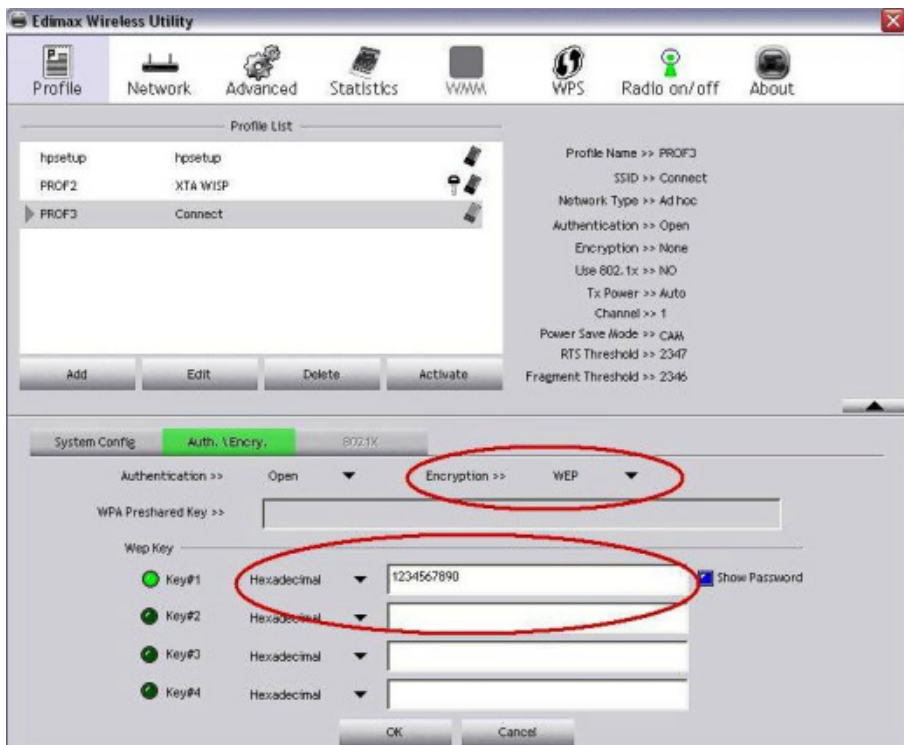 Edimax Wireless Utility
Profile Network Advanced Statistics WMM WPS Radio on/off About
Profile List
hpsetup hpsetup
PROF2 XTA WISP
PROF3 Connect
Add Edit Delete Activate
Profile Name >> PROF3
SSID >> Connect
Network Type >> Ad hoc
Authentication >> Open
Encryption >> None
Use 802.1x >> NO
Tx Power >> Auto
Channel >> 1
Power Save Mode >> CAM
RTS Threshold >> 2347
Fragment Threshold >> 2346
System Config Auth. \ Encry. 8021X
Authentication >> Open Encryption >> WEP
WPA Preshared Key >>
Wep Key
Key#1 Hexadecimal 1234567890 Show Password
Key#2 Hexadecimal
Key#3 Hexadecimal
Key#4 Hexadecimal
OK Cancel